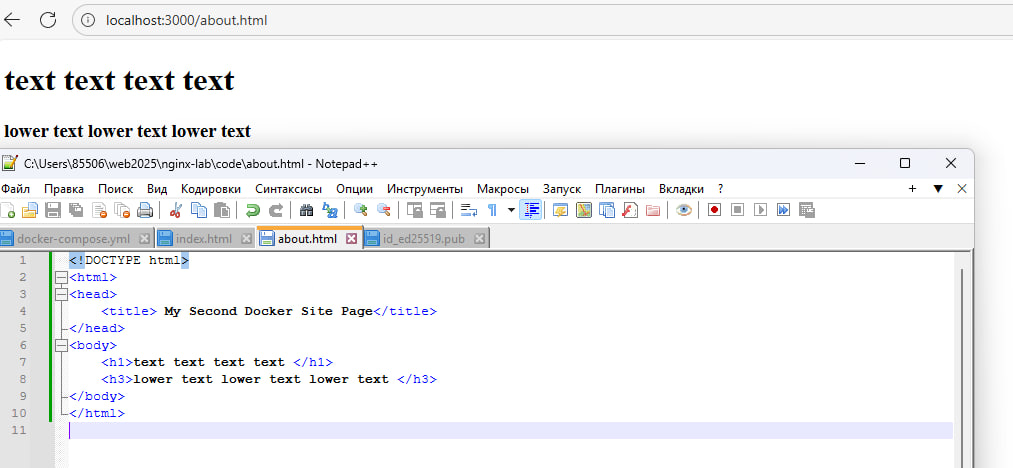 localhost:3000/about.html
text text text text
lower text lower text lower text
C:\Users\85506\web2025\nginx-lab\code\about.html - Notepad++
Файл Правка Поиск Вид Кодировки Синтаксисы Опции Инструменты Макросы Запуск Плагины Вкладки ?
docker-compose.yml index.html about.html id_ed25519.pub
1 <!DOCTYPE html>
2 <html>
3 <head>
4 <title> My Second Docker Site Page</title>
5 </head>
6 <body>
7 <h1>text text text text </h1>
8 <h3>lower text lower text lower text </h3>
9 </body>
10 </html>
11